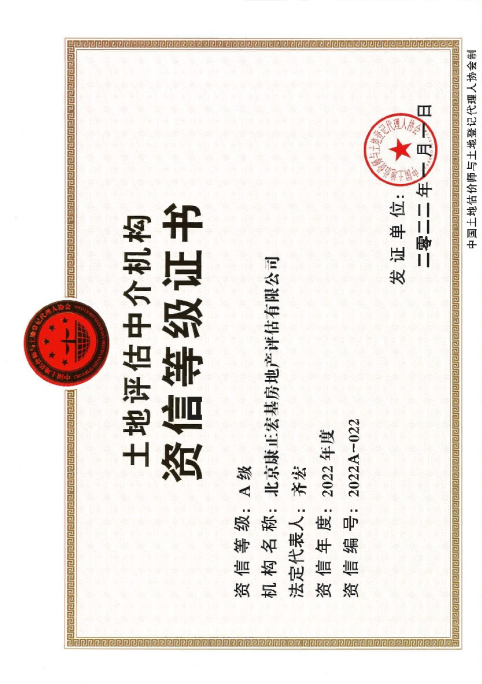 土地评估中介机构
资信等级证书
资信等级：A级
机构名称：北京康正宏基房地产评估有限公司
法定代表人：齐宏
资信年度：2022年度
资信编号：2022A-022
发证单位：
二零二二年一月一日
中国土地估价师与土地登记代理人协会制